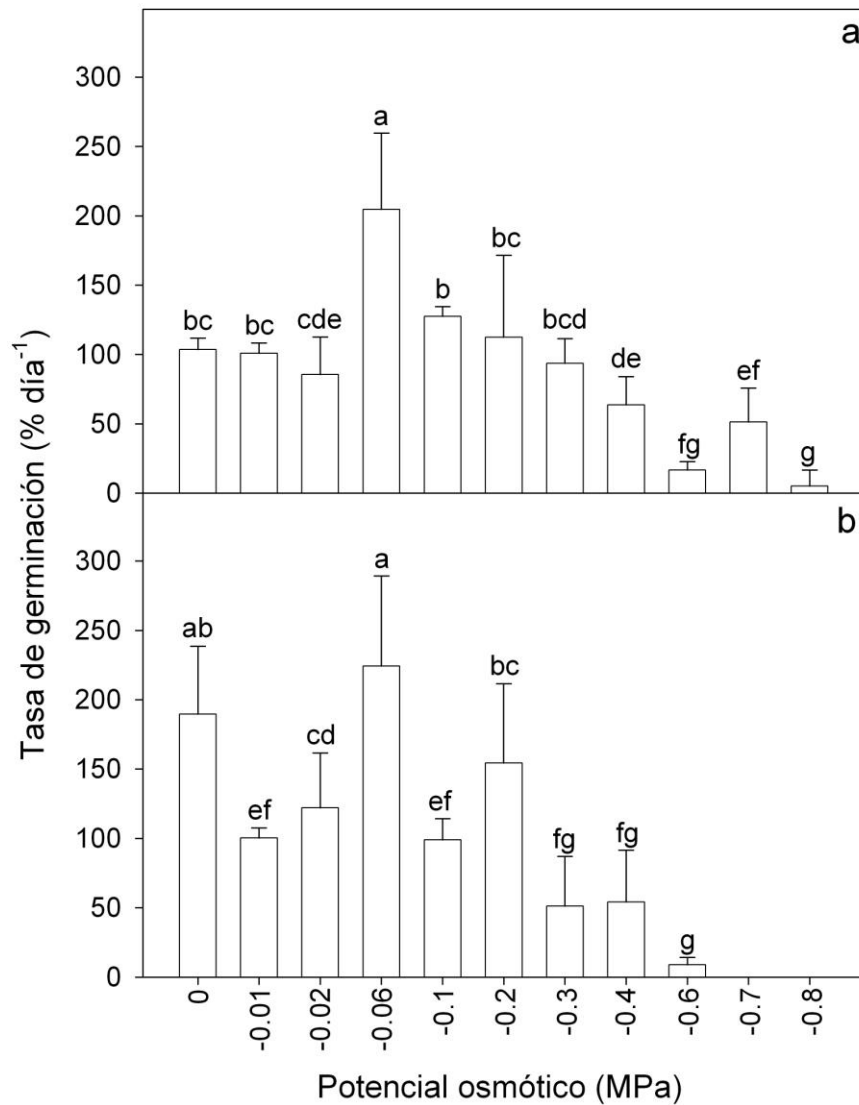 a
300
a
250
200
bc
b
150
bc
bc
cde
bcd
100
de
ef
50
fg
g
0
b
300
a
250
ab
bc
200
cd
150
ef
ef
100
fg
fg
50
g
0
Tasa de germinación (% día⁻¹)
0
-0.01
-0.02
-0.06
-0.1
-0.2
-0.3
-0.4
-0.6
-0.7
-0.8
Potencial osmótico (MPa)